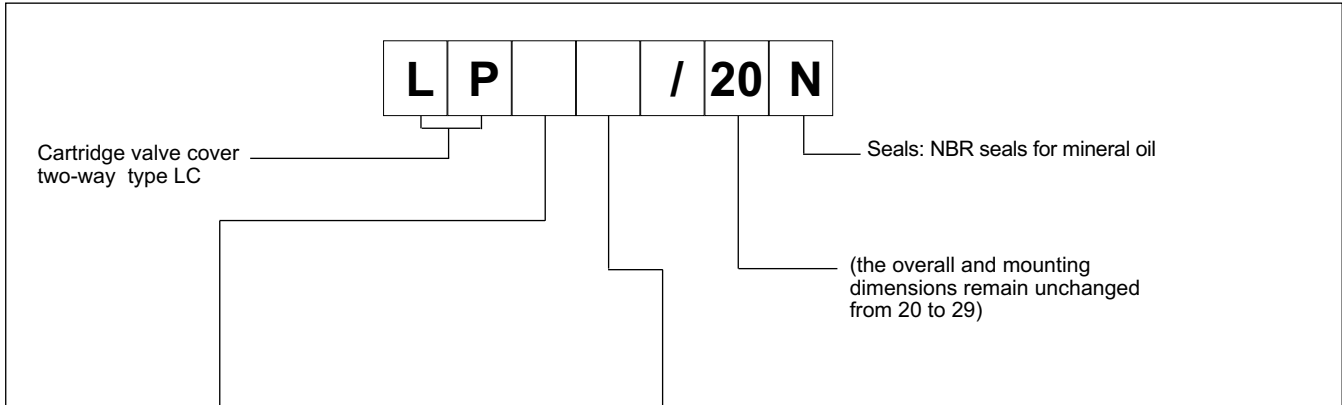 L P / 20 N
Cartridge valve cover
two-way type LC
Seals: NBR seals for mineral oil
(the overall and mounting
dimensions remain unchanged
from 20 to 29)